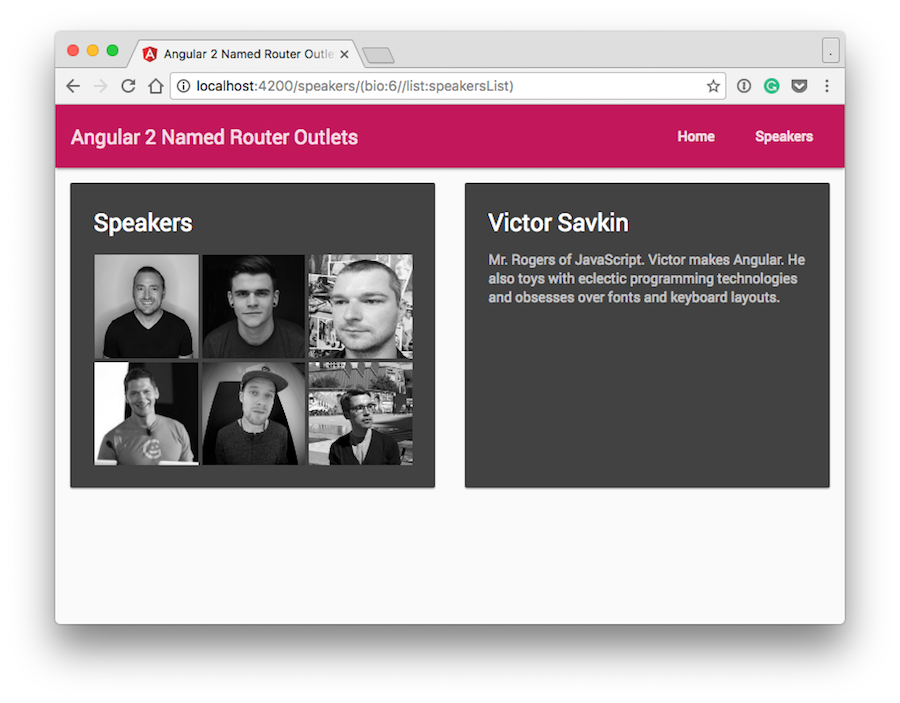 Angular 2 Named Router Outle
localhost:4200/speakers/(bio:6//list:speakersList)
Angular 2 Named Router Outlets
Home
Speakers
Speakers
Victor Savkin
Mr. Rogers of JavaScript. Victor makes Angular. He
also toys with eclectic programming technologies
and obsesses over fonts and keyboard layouts.